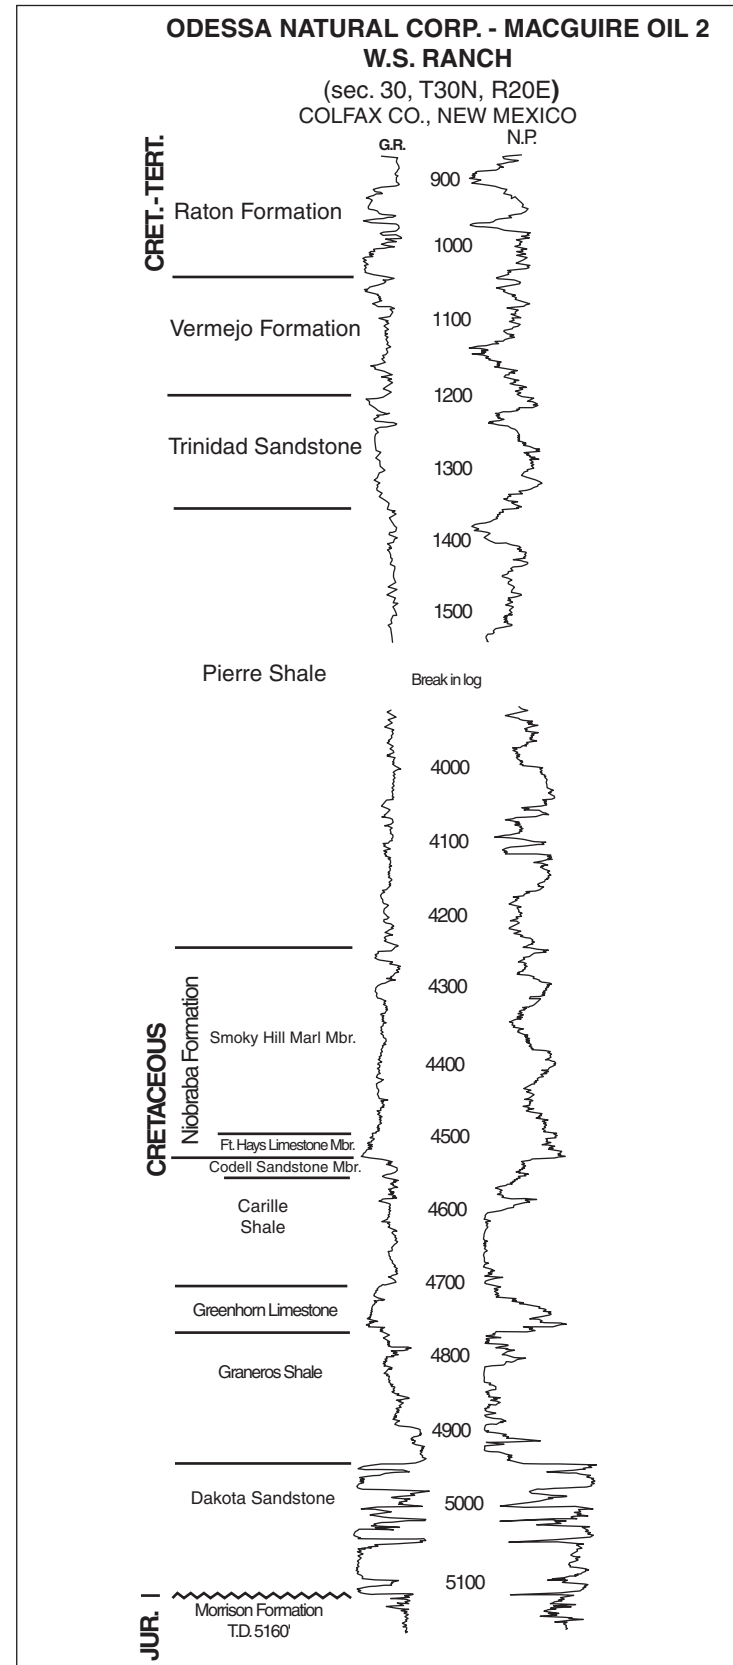 ODESSA NATURAL CORP. - MACGUIRE OIL 2
W.S. RANCH
(sec. 30, T30N, R20E)
COLFAX CO., NEW MEXICO
G.R.
N.P.
CRET.-TERT.
900
Raton Formation
1000
1100
Vermejo Formation
1200
Trinidad Sandstone
1300
1400
1500
Pierre Shale
Break in log
4000
4100
4200
CRETACEOUS
Niobraba Formation
4300
Smoky Hill Marl Mbr.
4400
4500
Ft. Hays Limestone Mbr.
Codell Sandstone Mbr.
Carille
Shale
4600
4700
Greenhorn Limestone
4800
Graneros Shale
4900
Dakota Sandstone
5000
5100
JUR.
Morrison Formation
T.D. 5160'